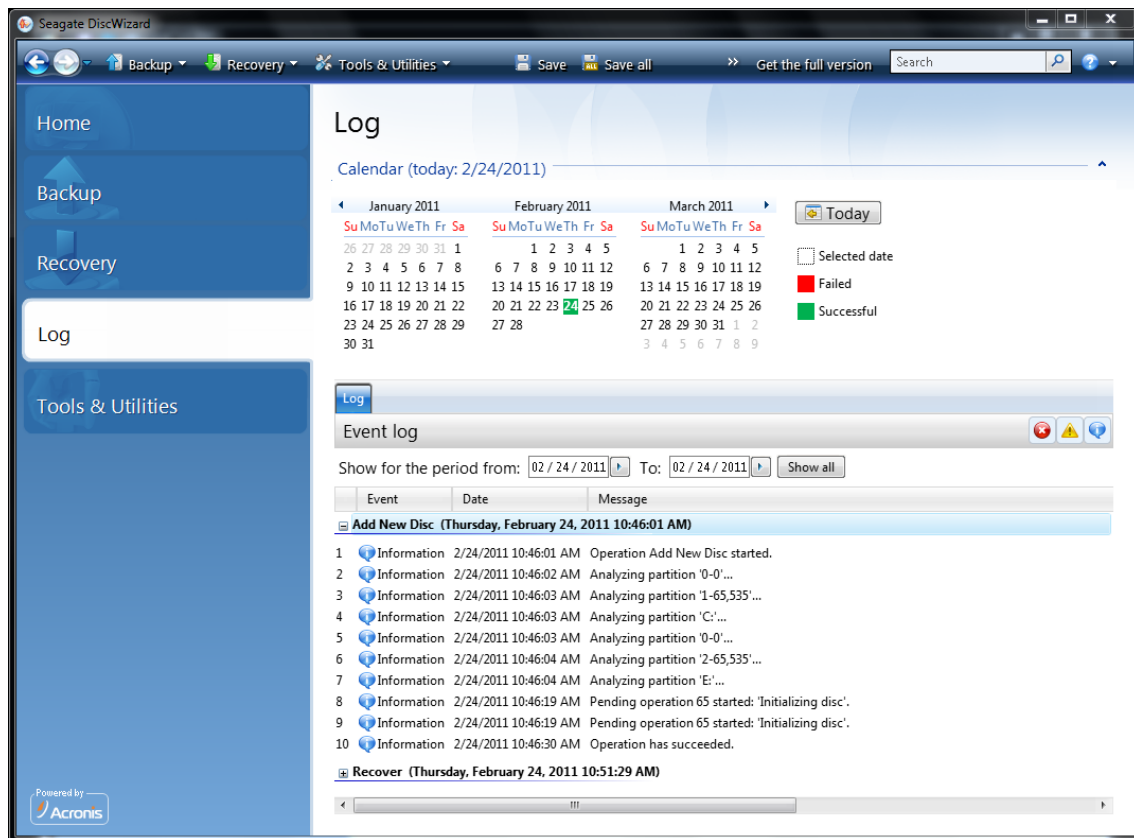 Seagate DiscWizard
Backup Recovery Tools & Utilities Save Save all Get the full version Search
Home
Backup
Recovery
Log
Tools & Utilities
Powered by
Acronis
Log
Calendar (today: 2/24/2011)
January 2011 February 2011 March 2011
Su Mo Tu We Th Fr Sa Su Mo Tu We Th Fr Sa Su Mo Tu We Th Fr Sa
26 27 28 29 30 31 1 1 2 3 4 5 1 2 3 4 5
2 3 4 5 6 7 8 6 7 8 9 10 11 12 6 7 8 9 10 11 12
9 10 11 12 13 14 15 13 14 15 16 17 18 19 13 14 15 16 17 18 19
16 17 18 19 20 21 22 20 21 22 23 24 25 26 20 21 22 23 24 25 26
23 24 25 26 27 28 29 27 28 27 28 29 30 31 1 2
30 31 3 4 5 6 7 8 9
Today
Selected date
Failed
Successful
Log
Event log
Show for the period from: 02 / 24 / 2011 To: 02 / 24 / 2011 Show all
Event Date Message
Add New Disc (Thursday, February 24, 2011 10:46:01 AM)
1 Information 2/24/2011 10:46:01 AM Operation Add New Disc started.
2 Information 2/24/2011 10:46:02 AM Analyzing partition '0-0'...
3 Information 2/24/2011 10:46:03 AM Analyzing partition '1-65,535'...
4 Information 2/24/2011 10:46:03 AM Analyzing partition 'C:'...
5 Information 2/24/2011 10:46:03 AM Analyzing partition '0-0'...
6 Information 2/24/2011 10:46:04 AM Analyzing partition '2-65,535'...
7 Information 2/24/2011 10:46:04 AM Analyzing partition 'E:'...
8 Information 2/24/2011 10:46:19 AM Pending operation 65 started: 'Initializing disc'.
9 Information 2/24/2011 10:46:19 AM Pending operation 65 started: 'Initializing disc'.
10 Information 2/24/2011 10:46:30 AM Operation has succeeded.
Recover (Thursday, February 24, 2011 10:51:29 AM)